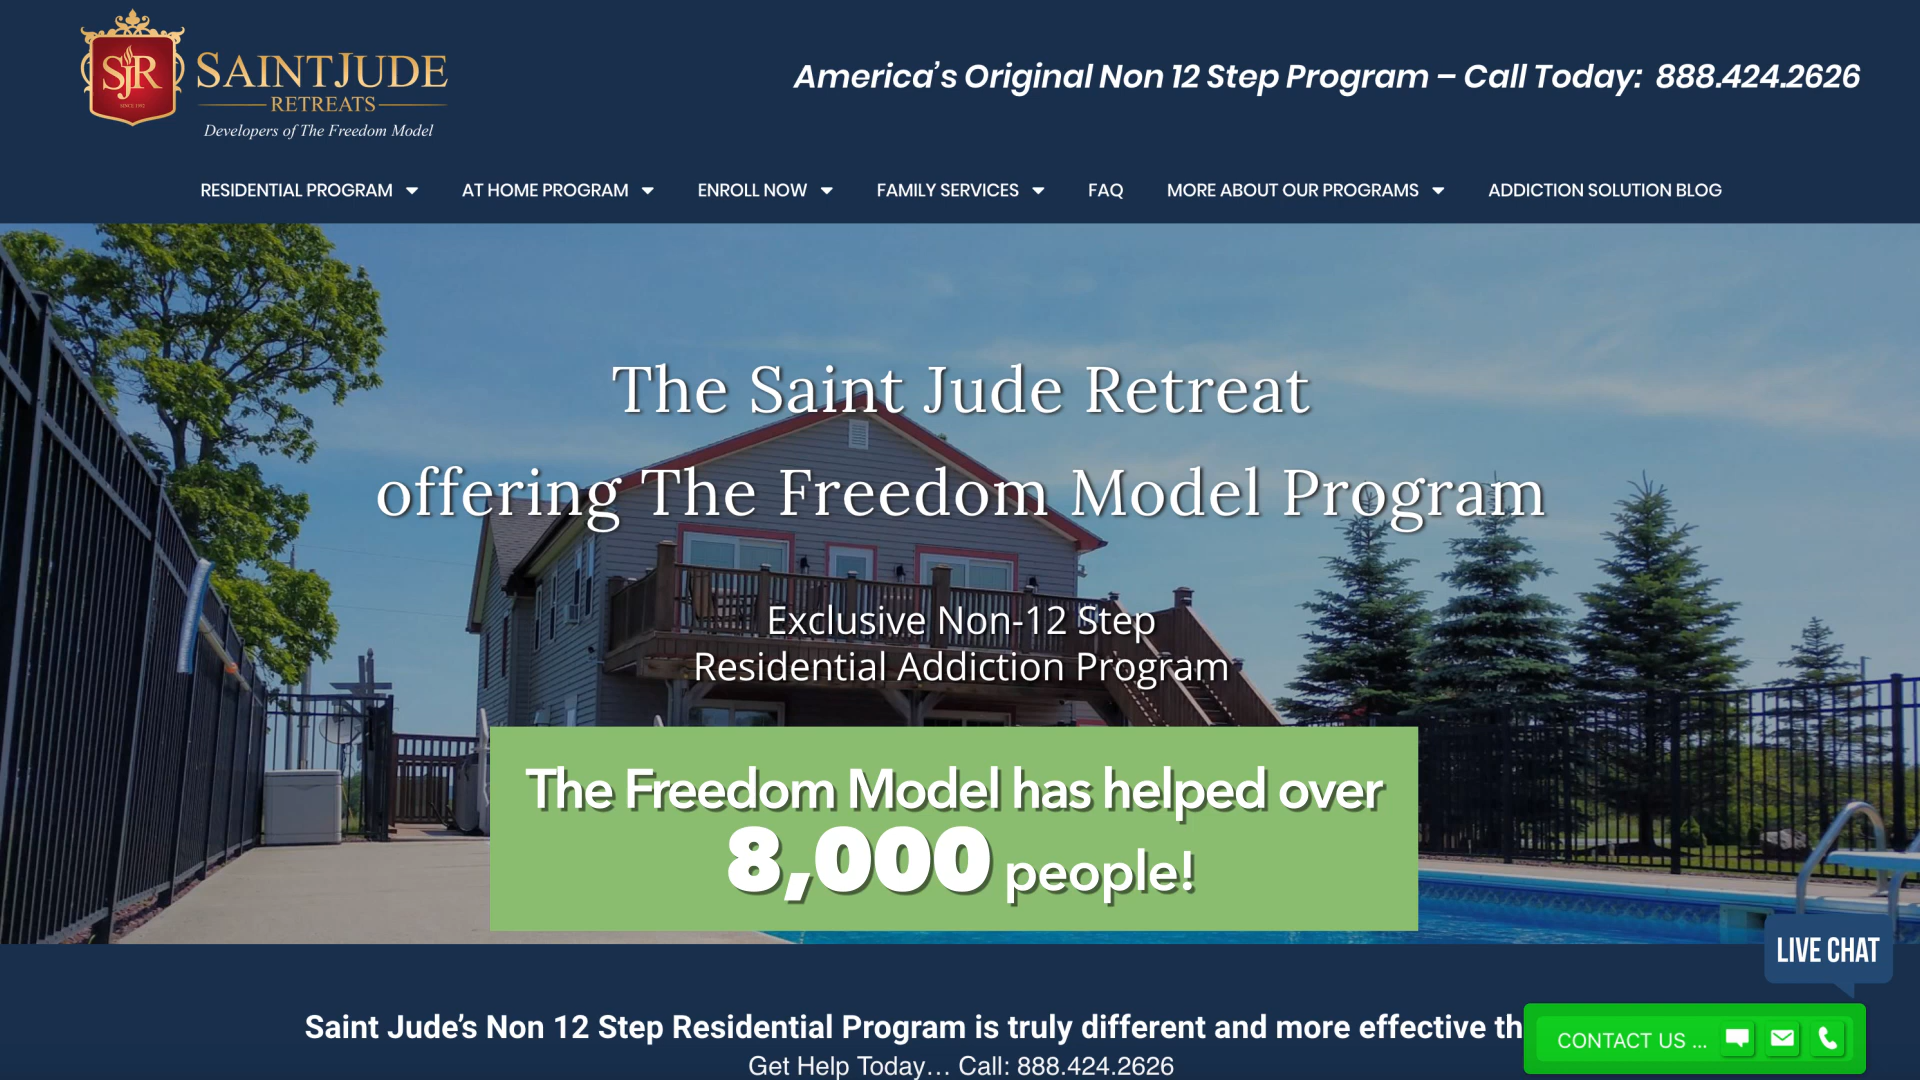 SJR
SINCE 1992
SAINT JUDE
RETREATS
Developers of The Freedom Model
America's Original Non 12 Step Program – Call Today: 888.424.2626
RESIDENTIAL PROGRAM
AT HOME PROGRAM
ENROLL NOW
FAMILY SERVICES
FAQ
MORE ABOUT OUR PROGRAMS
ADDICTION SOLUTION BLOG
The Saint Jude Retreat
offering The Freedom Model Program
Exclusive Non-12 Step
Residential Addiction Program
The Freedom Model has helped over
8,000 people!
LIVE CHAT
Saint Jude's Non 12 Step Residential Program is truly different and more effective th
Get Help Today… Call: 888.424.2626
CONTACT US ...